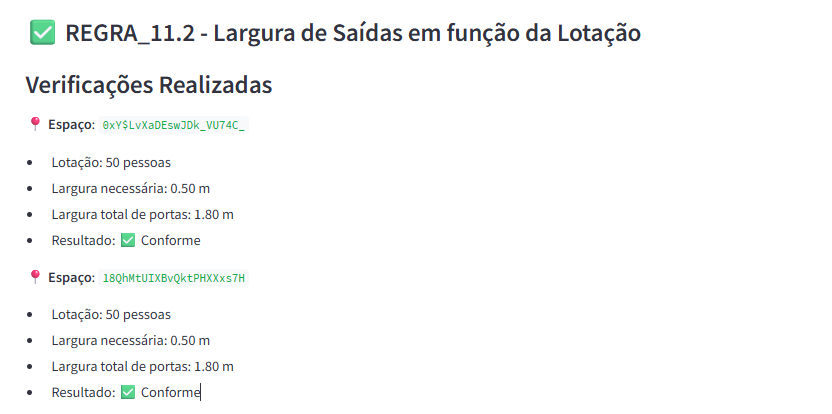 ✅ REGRA_11.2 - Largura de Saídas em função da Lotação
Verificações Realizadas
📍 Espaço: 0xY$LvXaDEswJDk_VU74C_
• Lotação: 50 pessoas
• Largura necessária: 0.50 m
• Largura total de portas: 1.80 m
• Resultado: ✅ Conforme
📍 Espaço: 18QhMtUIXBvQktPHXXxs7H
• Lotação: 50 pessoas
• Largura necessária: 0.50 m
• Largura total de portas: 1.80 m
• Resultado: ✅ Conforme